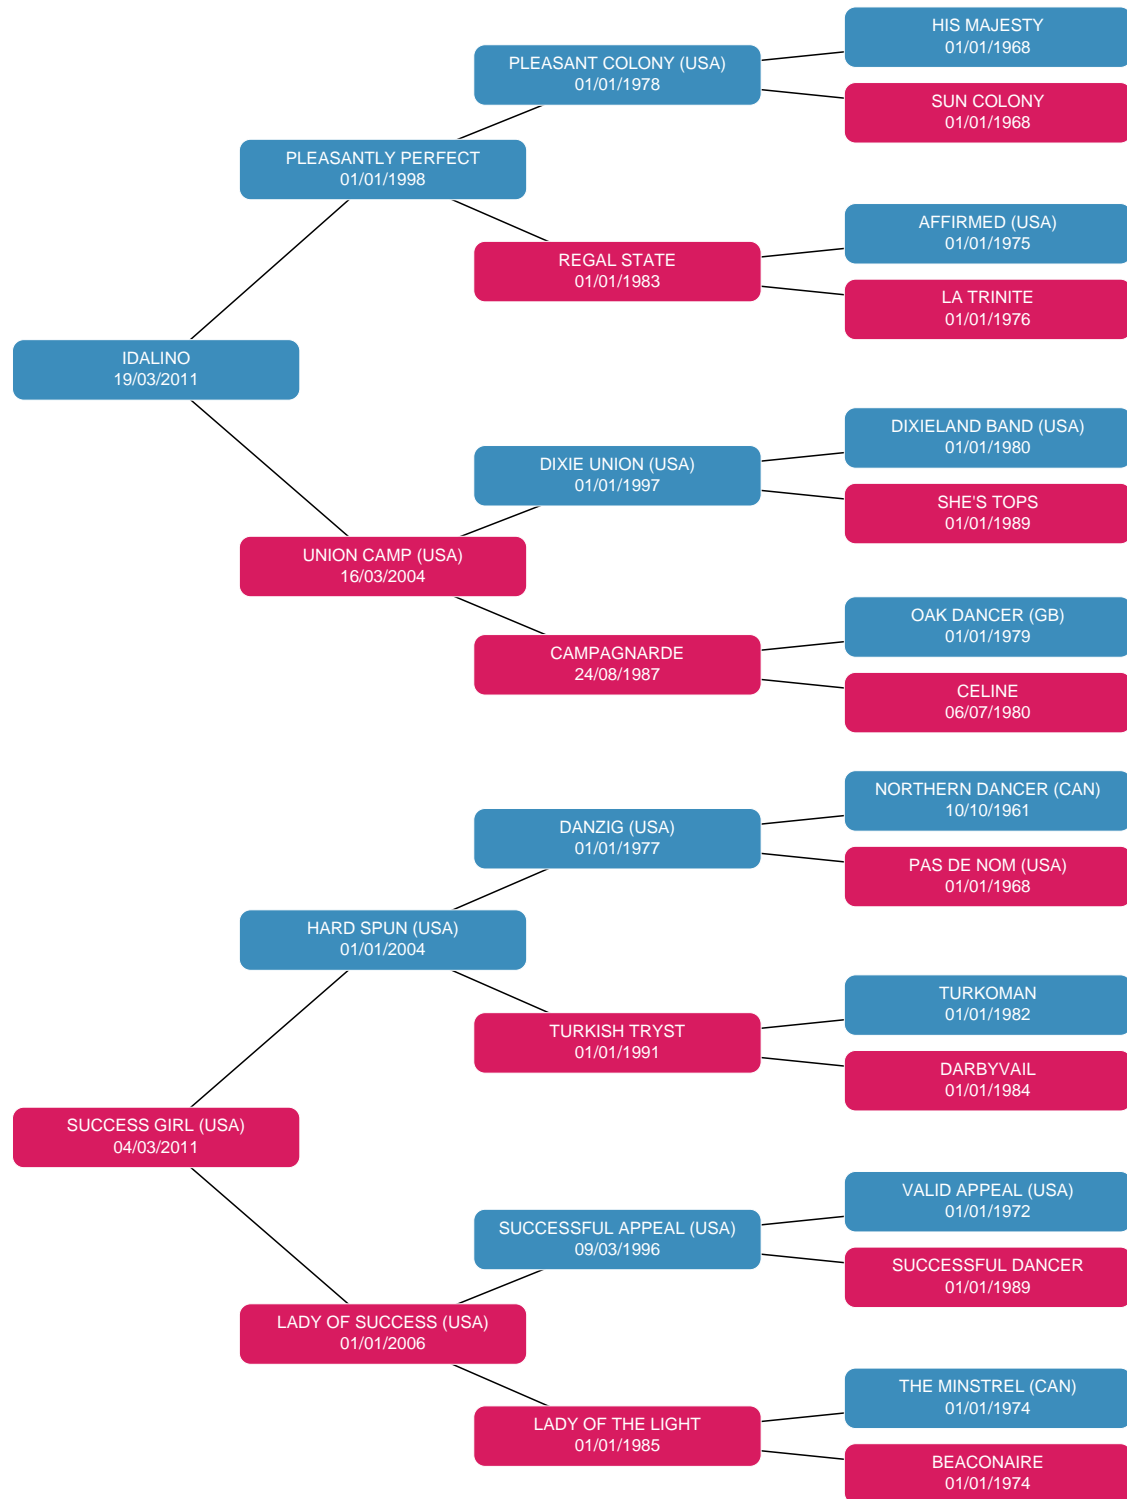 HIS MAJESTY
01/01/1968
PLEASANT COLONY (USA)
01/01/1978
SUN COLONY
01/01/1968
PLEASANTLY PERFECT
01/01/1998
AFFIRMED (USA)
01/01/1975
REGAL STATE
01/01/1983
LA TRINITE
01/01/1976
IDALINO
19/03/2011
DIXIELAND BAND (USA)
01/01/1980
DIXIE UNION (USA)
01/01/1997
SHE'S TOPS
01/01/1989
UNION CAMP (USA)
16/03/2004
OAK DANCER (GB)
01/01/1979
CAMPAGNARDE
24/08/1987
CELINE
06/07/1980
NORTHERN DANCER (CAN)
10/10/1961
DANZIG (USA)
01/01/1977
PAS DE NOM (USA)
01/01/1968
HARD SPUN (USA)
01/01/2004
TURKOMAN
01/01/1982
TURKISH TRYST
01/01/1991
DARBYVAIL
01/01/1984
SUCCESS GIRL (USA)
04/03/2011
VALID APPEAL (USA)
01/01/1972
SUCCESSFUL APPEAL (USA)
09/03/1996
SUCCESSFUL DANCER
01/01/1989
LADY OF SUCCESS (USA)
01/01/2006
THE MINSTREL (CAN)
01/01/1974
LADY OF THE LIGHT
01/01/1985
BEACONAIRE
01/01/1974